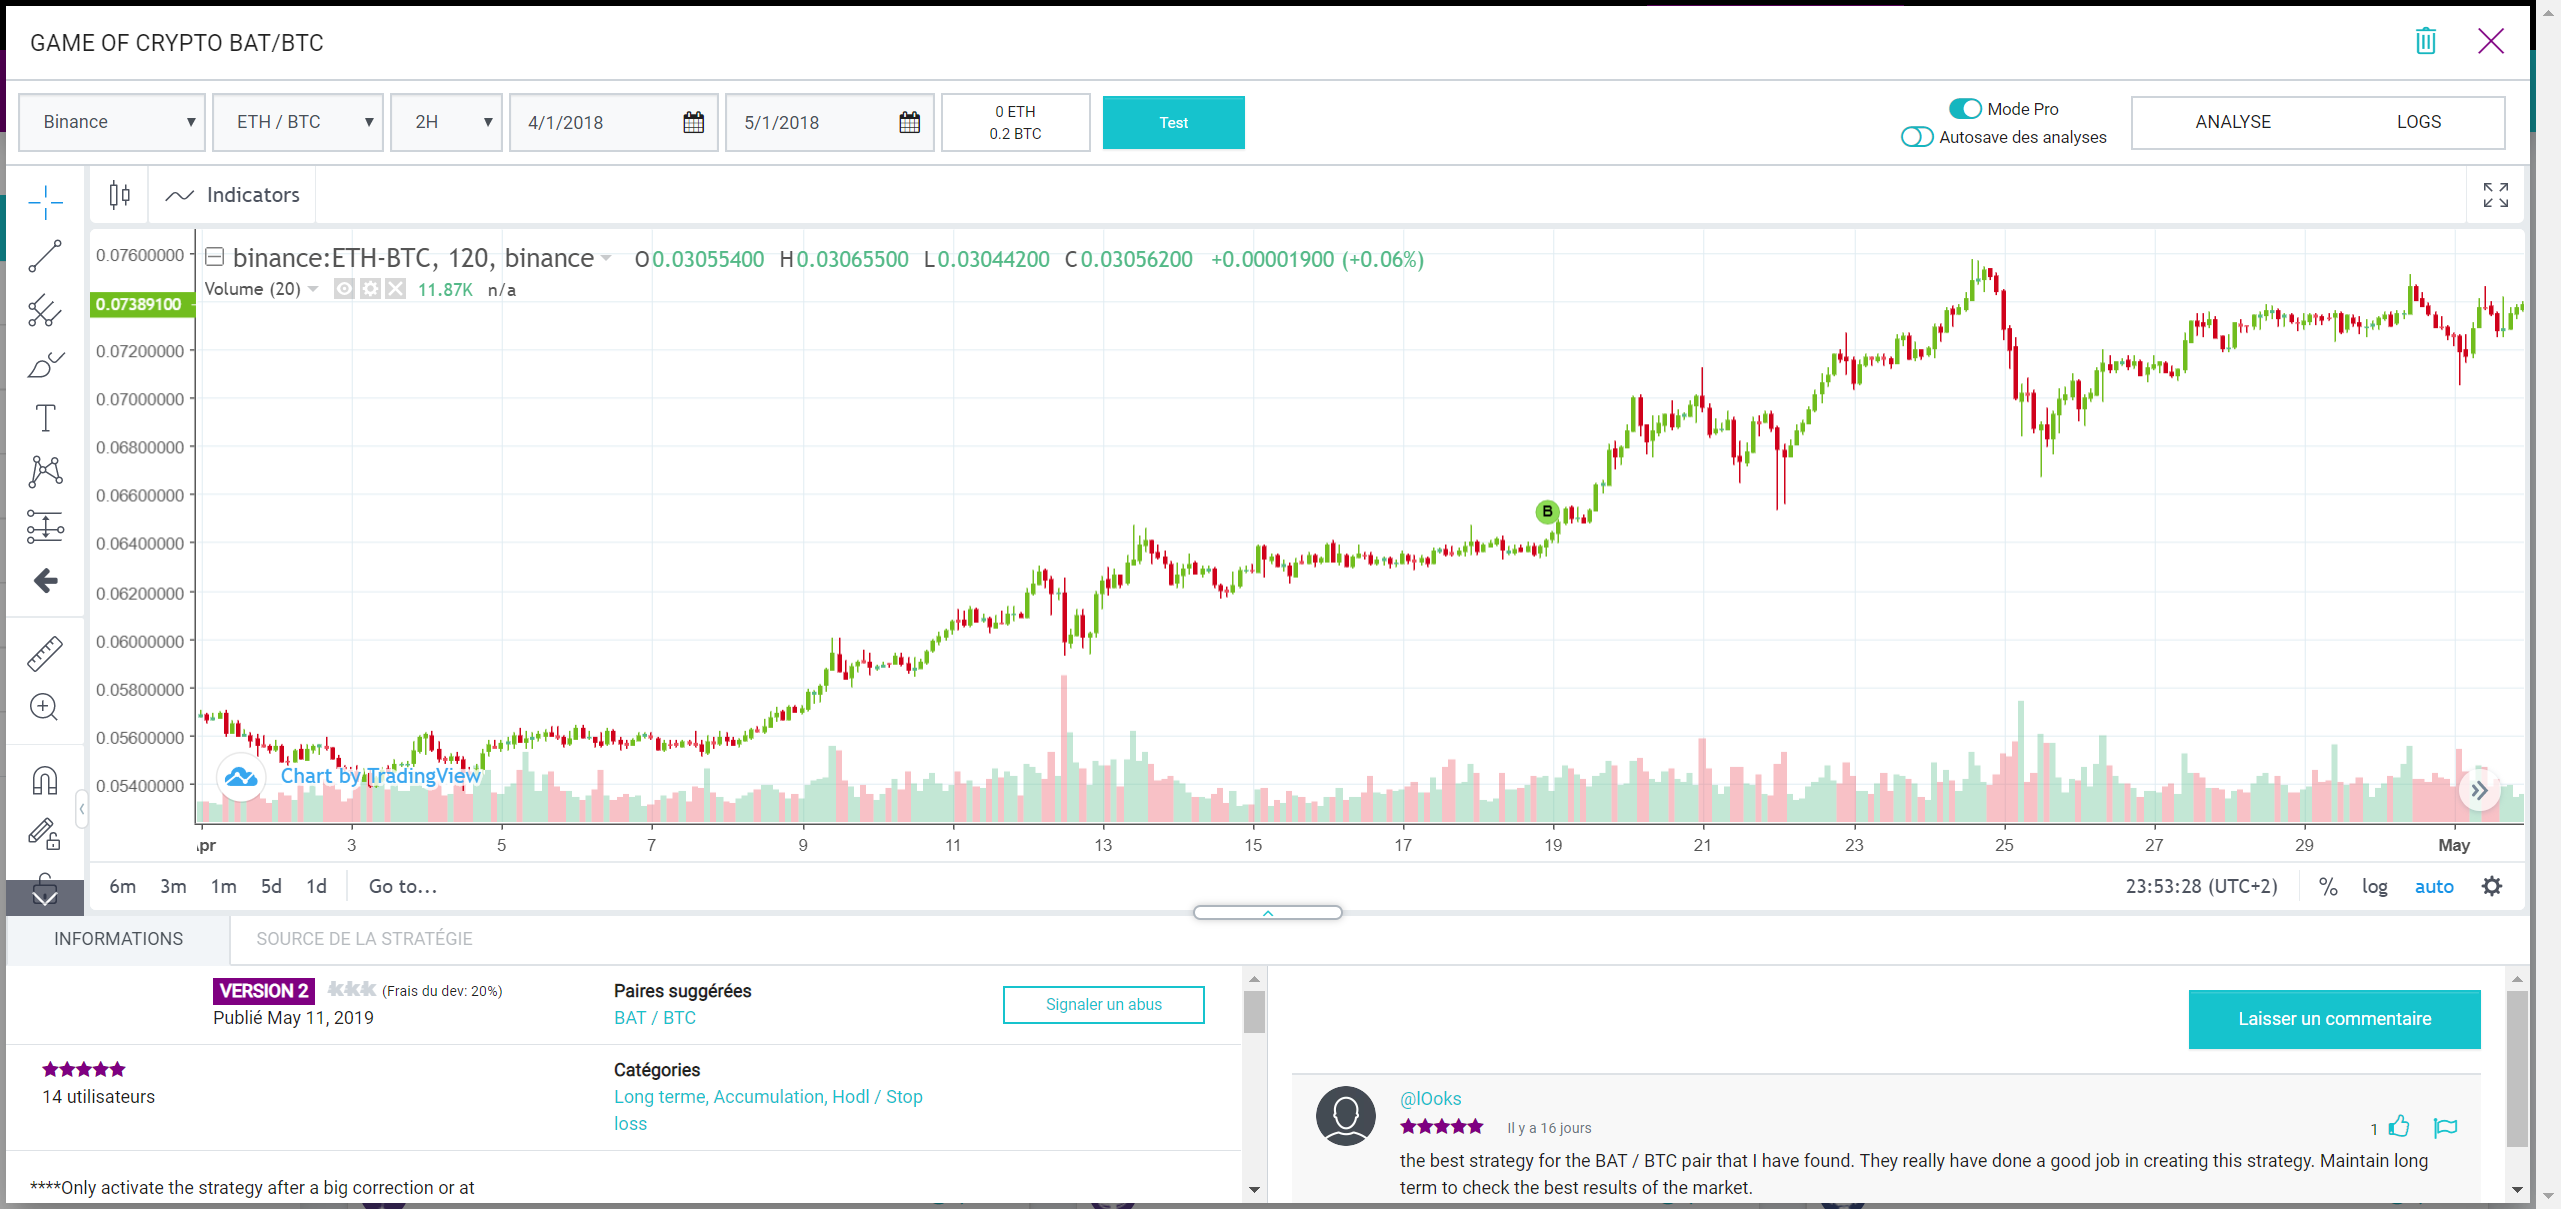 GAME OF CRYPTO BAT/BTC
Binance
ETH / BTC
2H
4/1/2018
5/1/2018
0 ETH
0.2 BTC
Test
Mode Pro
Autosave des analyses
ANALYSE
LOGS
Indicators
binance:ETH-BTC, 120, binance
O0.03055400 H0.03065500 L0.03044200 C0.03056200 +0.00001900 (+0.06%)
Volume (20)
11.87K n/a
0.07600000
0.07389100
0.07200000
0.07000000
0.06800000
0.06600000
0.06400000
0.06200000
0.06000000
0.05800000
0.05600000
0.05400000
B
Chart by TradingView
Apr 3 5 7 9 11 13 15 17 19 21 23 25 27 29 May
6m 3m 1m 5d 1d Go to...
23:53:28 (UTC+2) % log auto
INFORMATIONS
SOURCE DE LA STRATÉGIE
VERSION 2
(Frais du dev: 20%)
Publié May 11, 2019
Paires suggérées
BAT / BTC
Signaler un abus
14 utilisateurs
Catégories
Long terme, Accumulation, Hodl / Stop
loss
****Only activate the strategy after a big correction or at
Laisser un commentaire
@lOoks
Il y a 16 jours
1
the best strategy for the BAT / BTC pair that I have found. They really have done a good job in creating this strategy. Maintain long
term to check the best results of the market.